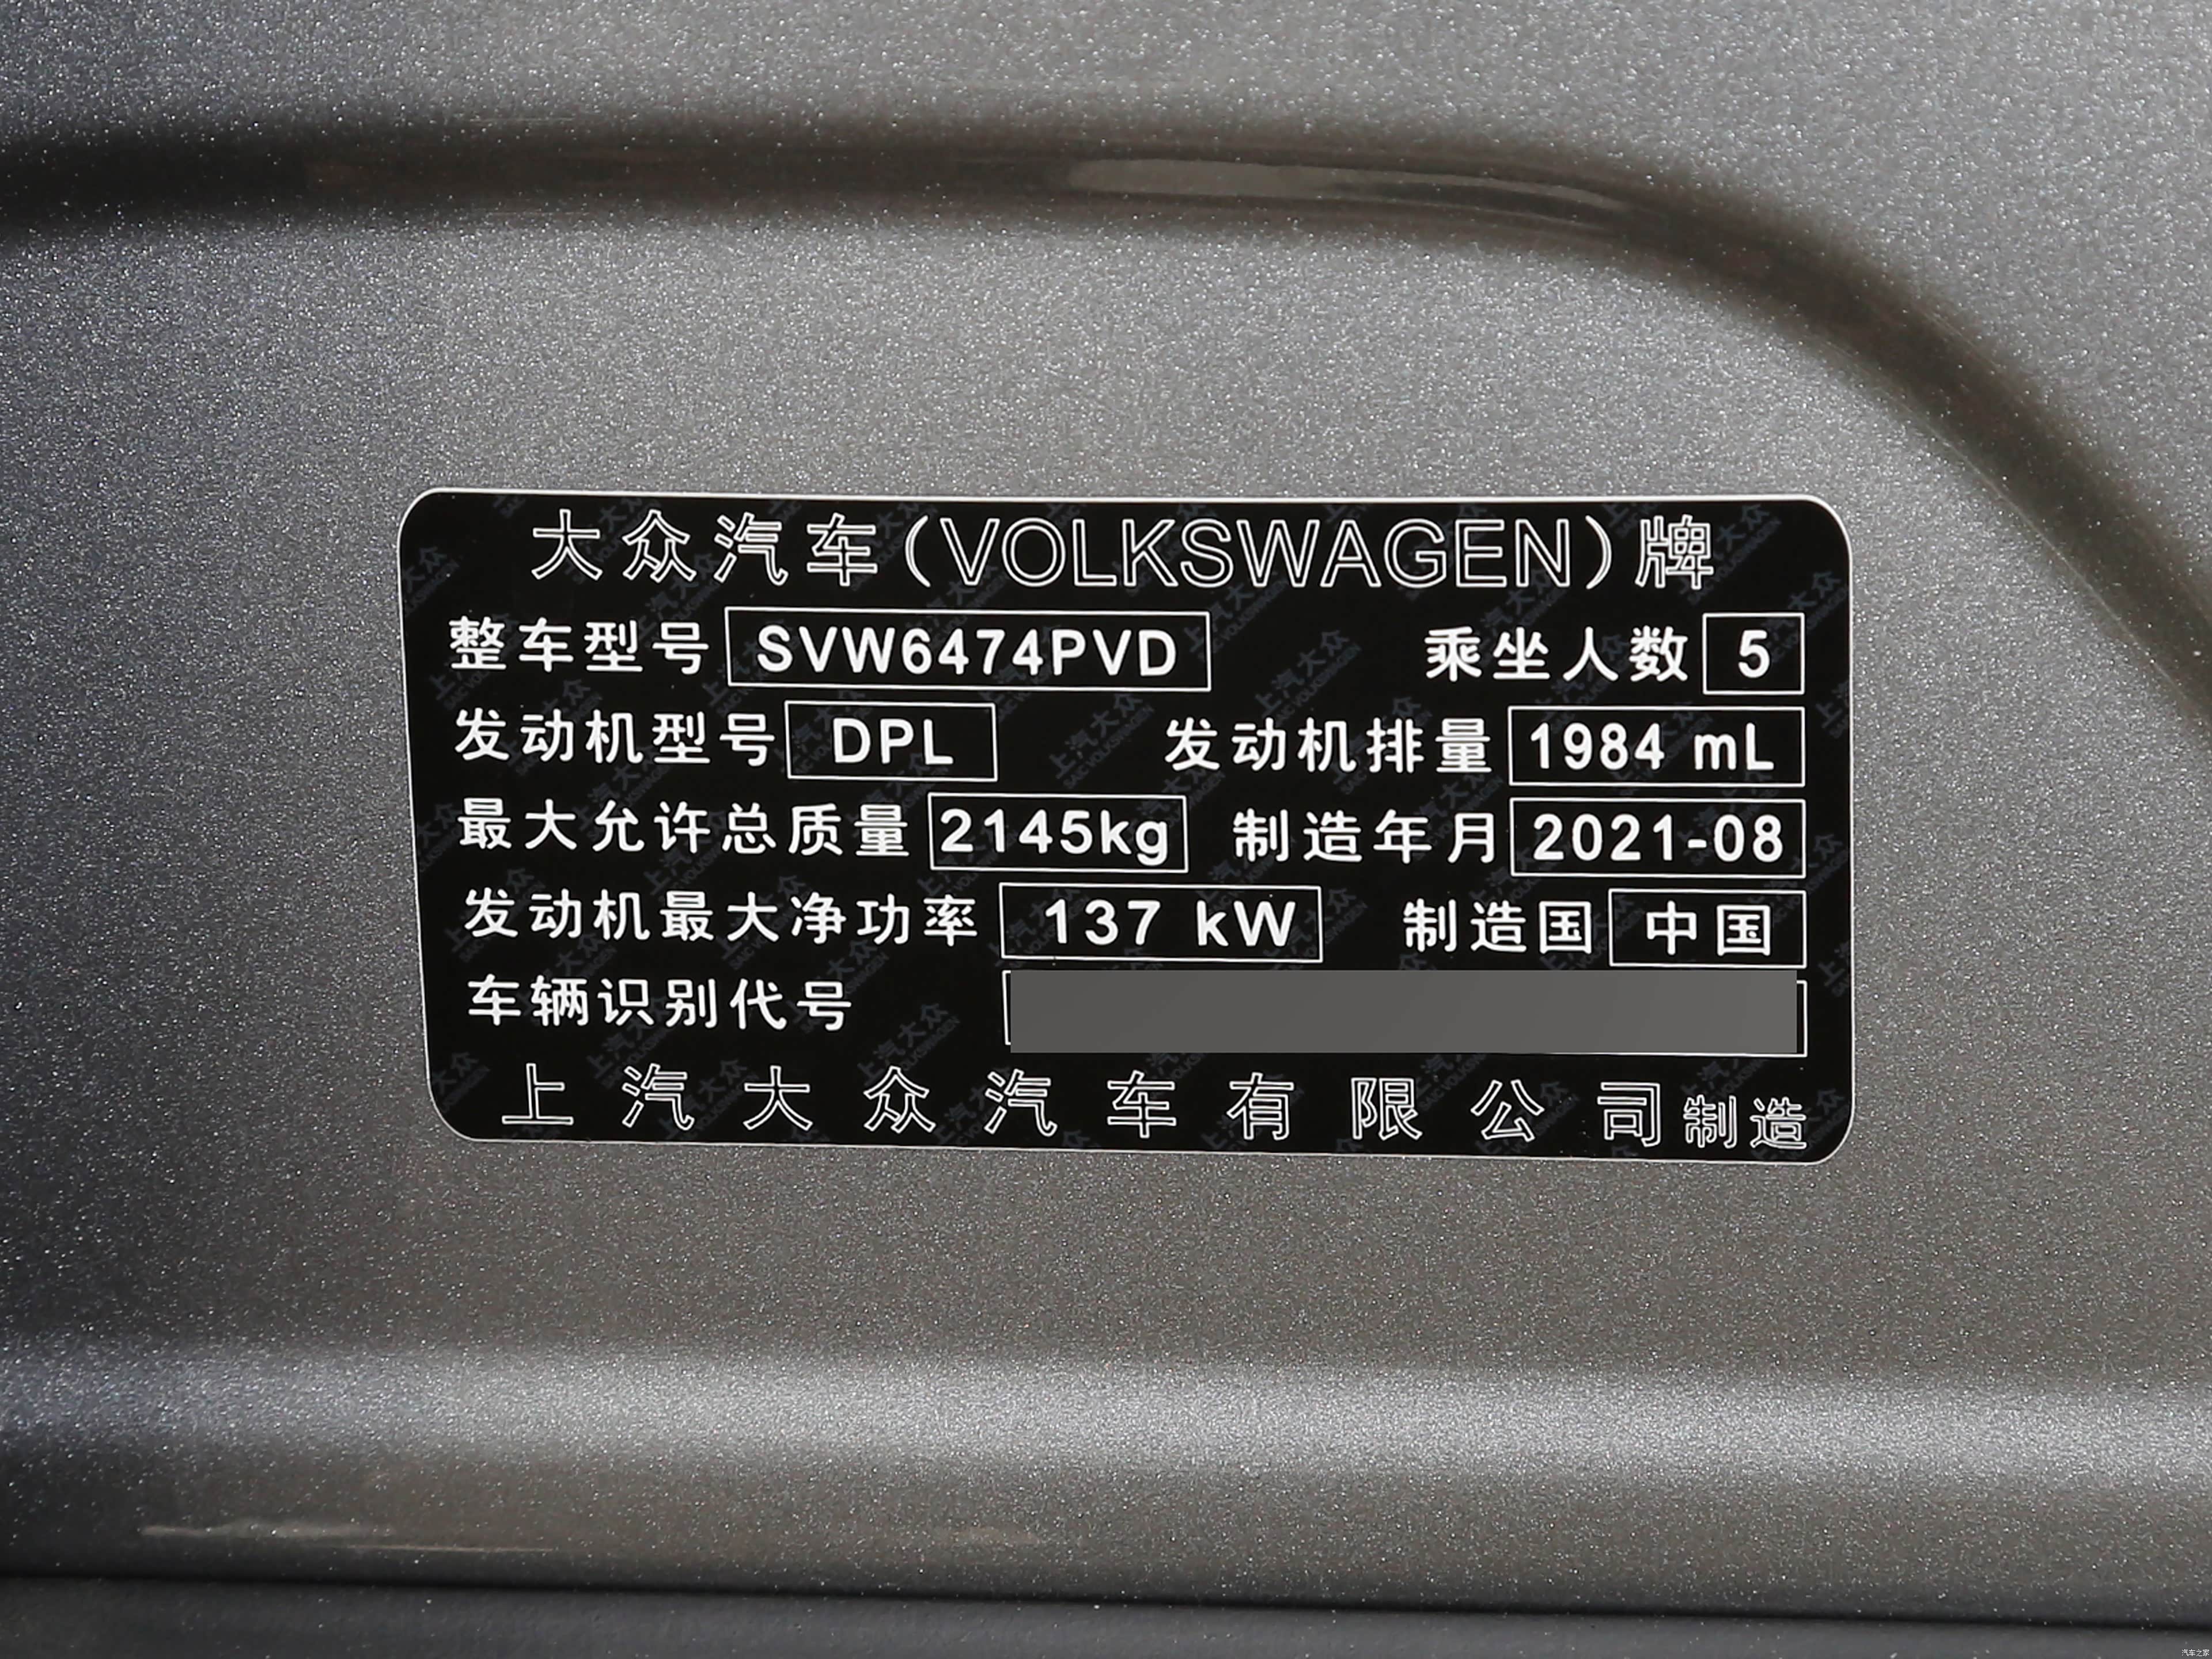 大众汽车(VOLKSWAGEN)牌
整车型号 SVW6474PVD 乘坐人数 5
发动机型号 DPL 发动机排量 1984 mL
最大允许总质量 2145kg 制造年月 2021-08
发动机最大净功率 137 kW 制造国 中国
车辆识别代号
上汽大众汽车有限公司制造
汽车之家